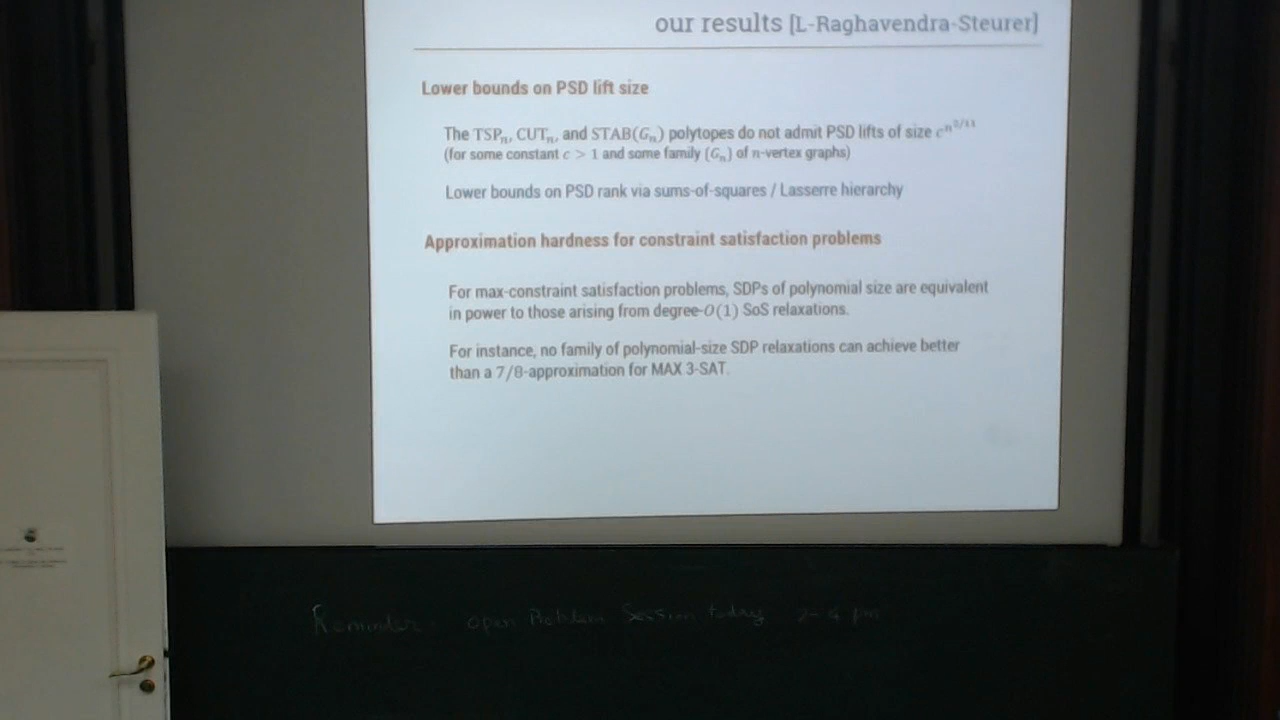 our results [L-Raghavendra-Steurer]
Lower bounds on PSD lift size
The TSPₙ, CUTₙ, and STAB(Gₙ) polytopes do not admit PSD lifts of size c^n^2/11
(for some constant c > 1 and some family (Gₙ) of n-vertex graphs)
Lower bounds on PSD rank via sums-of-squares / Lasserre hierarchy
Approximation hardness for constraint satisfaction problems
For max-constraint satisfaction problems, SDPs of polynomial size are equivalent
in power to those arising from degree-O(1) SoS relaxations.
For instance, no family of polynomial-size SDP relaxations can achieve better
than a 7/8-approximation for MAX 3-SAT.
Reminder open Problem Session today 2-4 pm